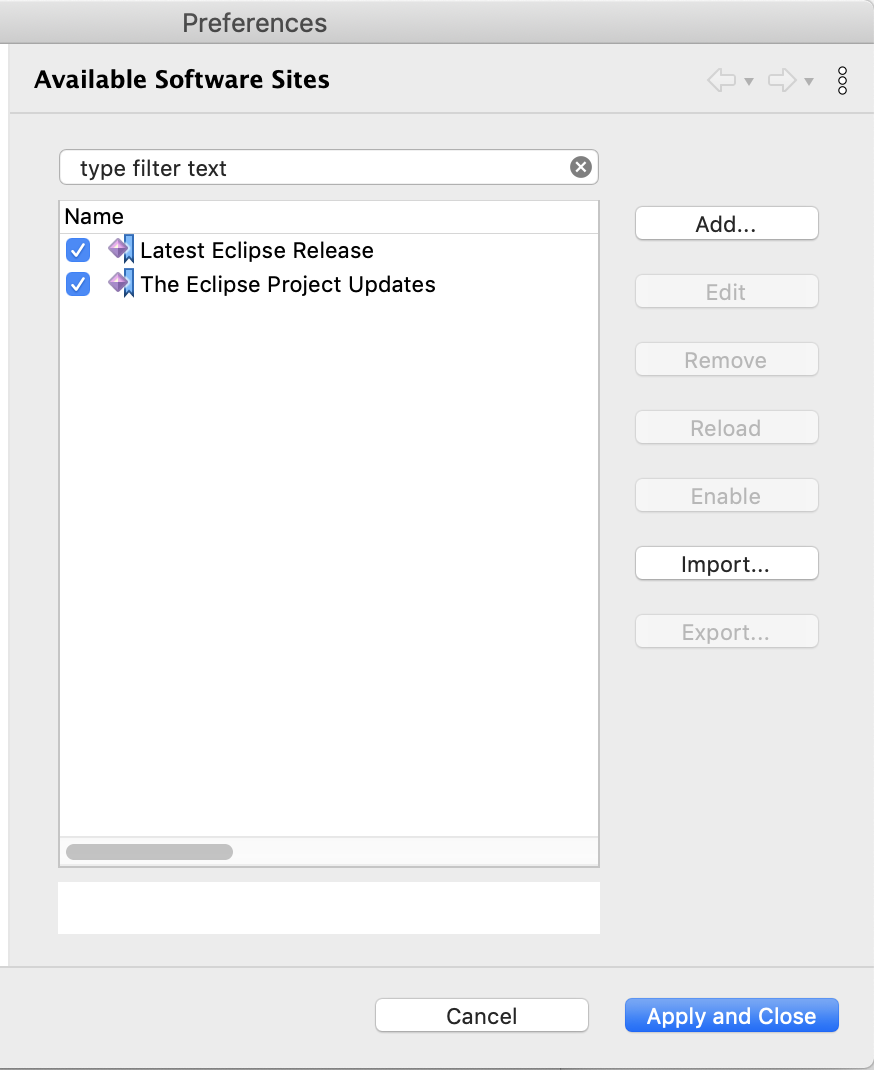 Preferences
Available Software Sites
type filter text
Name
Add...
Latest Eclipse Release
The Eclipse Project Updates
Edit
Remove
Reload
Enable
Import...
Export...
Cancel
Apply and Close